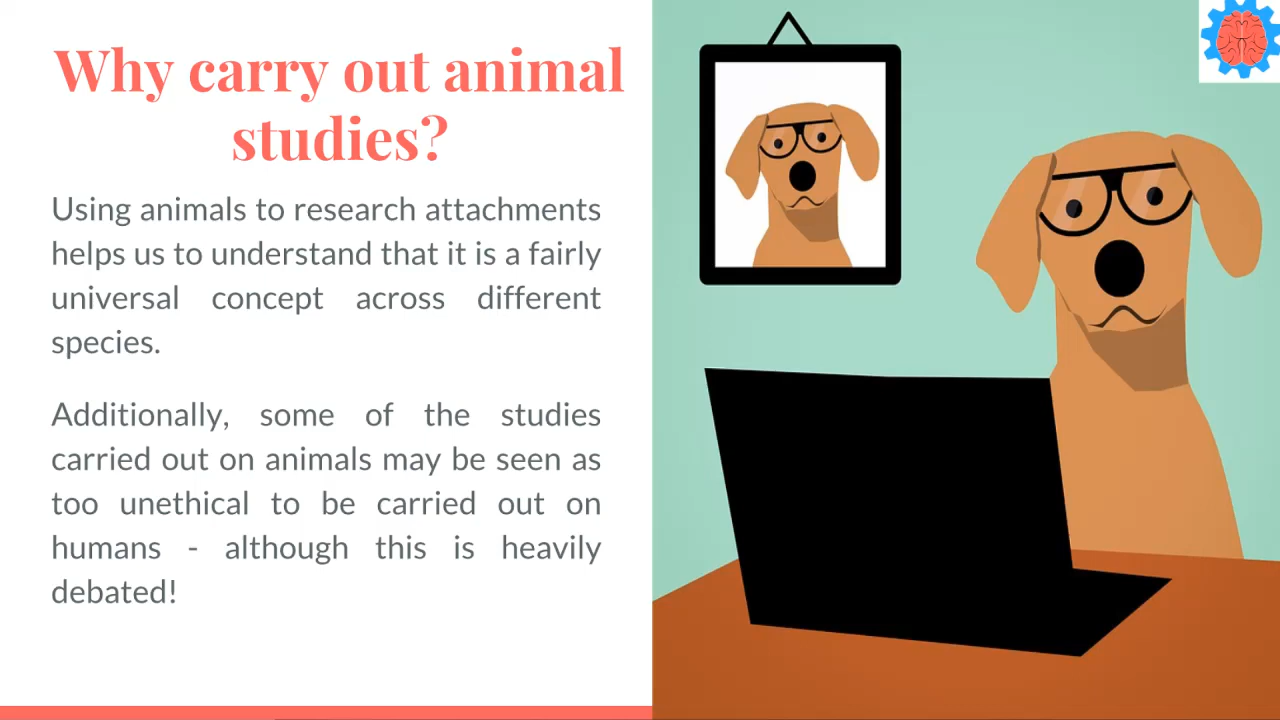 Why carry out animal
studies?
Using animals to research attachments
helps us to understand that it is a fairly
universal concept across different
species.
Additionally, some of the studies
carried out on animals may be seen as
too unethical to be carried out on
humans - although this is heavily
debated!